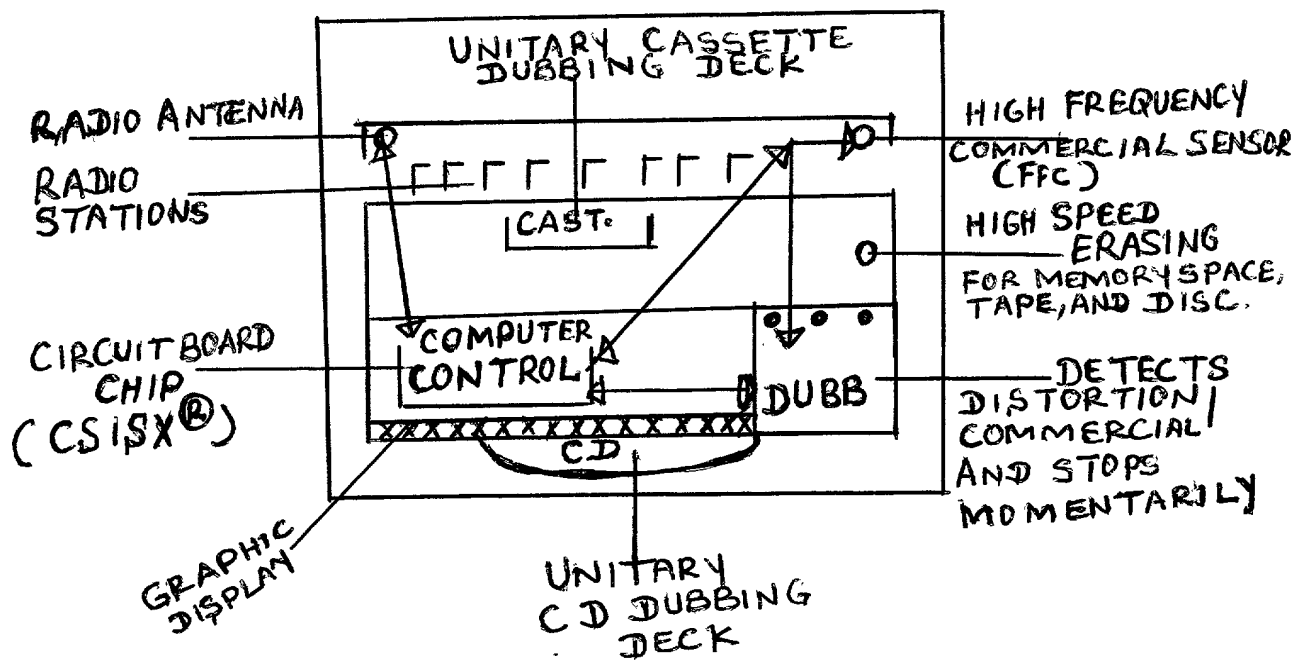 UNITARY CASSETTE
DUBBING DECK
RADIO ANTENNA
RADIO
STATIONS
HIGH FREQUENCY
COMMERCIAL SENSOR
(FFC)
CAST.
HIGH SPEED
ERASING
FOR MEMORY SPACE,
TAPE, AND DISC.
CIRCUIT BOARD
CHIP
(CSISX®)
COMPUTER
CONTROL
DUBB
DETECTS
DISTORTION/
COMMERCIAL
AND STOPS
MOMENTARILY
CD
GRAPHIC
DISPLAY
UNITARY
CD DUBBING
DECK